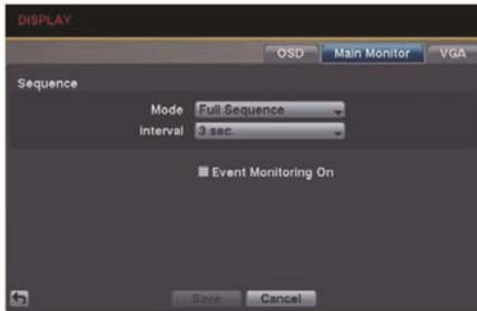 DISPLAY
OSD Main Monitor VGA
Sequence
Mode Full Sequence
Interval 3 sec.
Event Monitoring On
Save Cancel